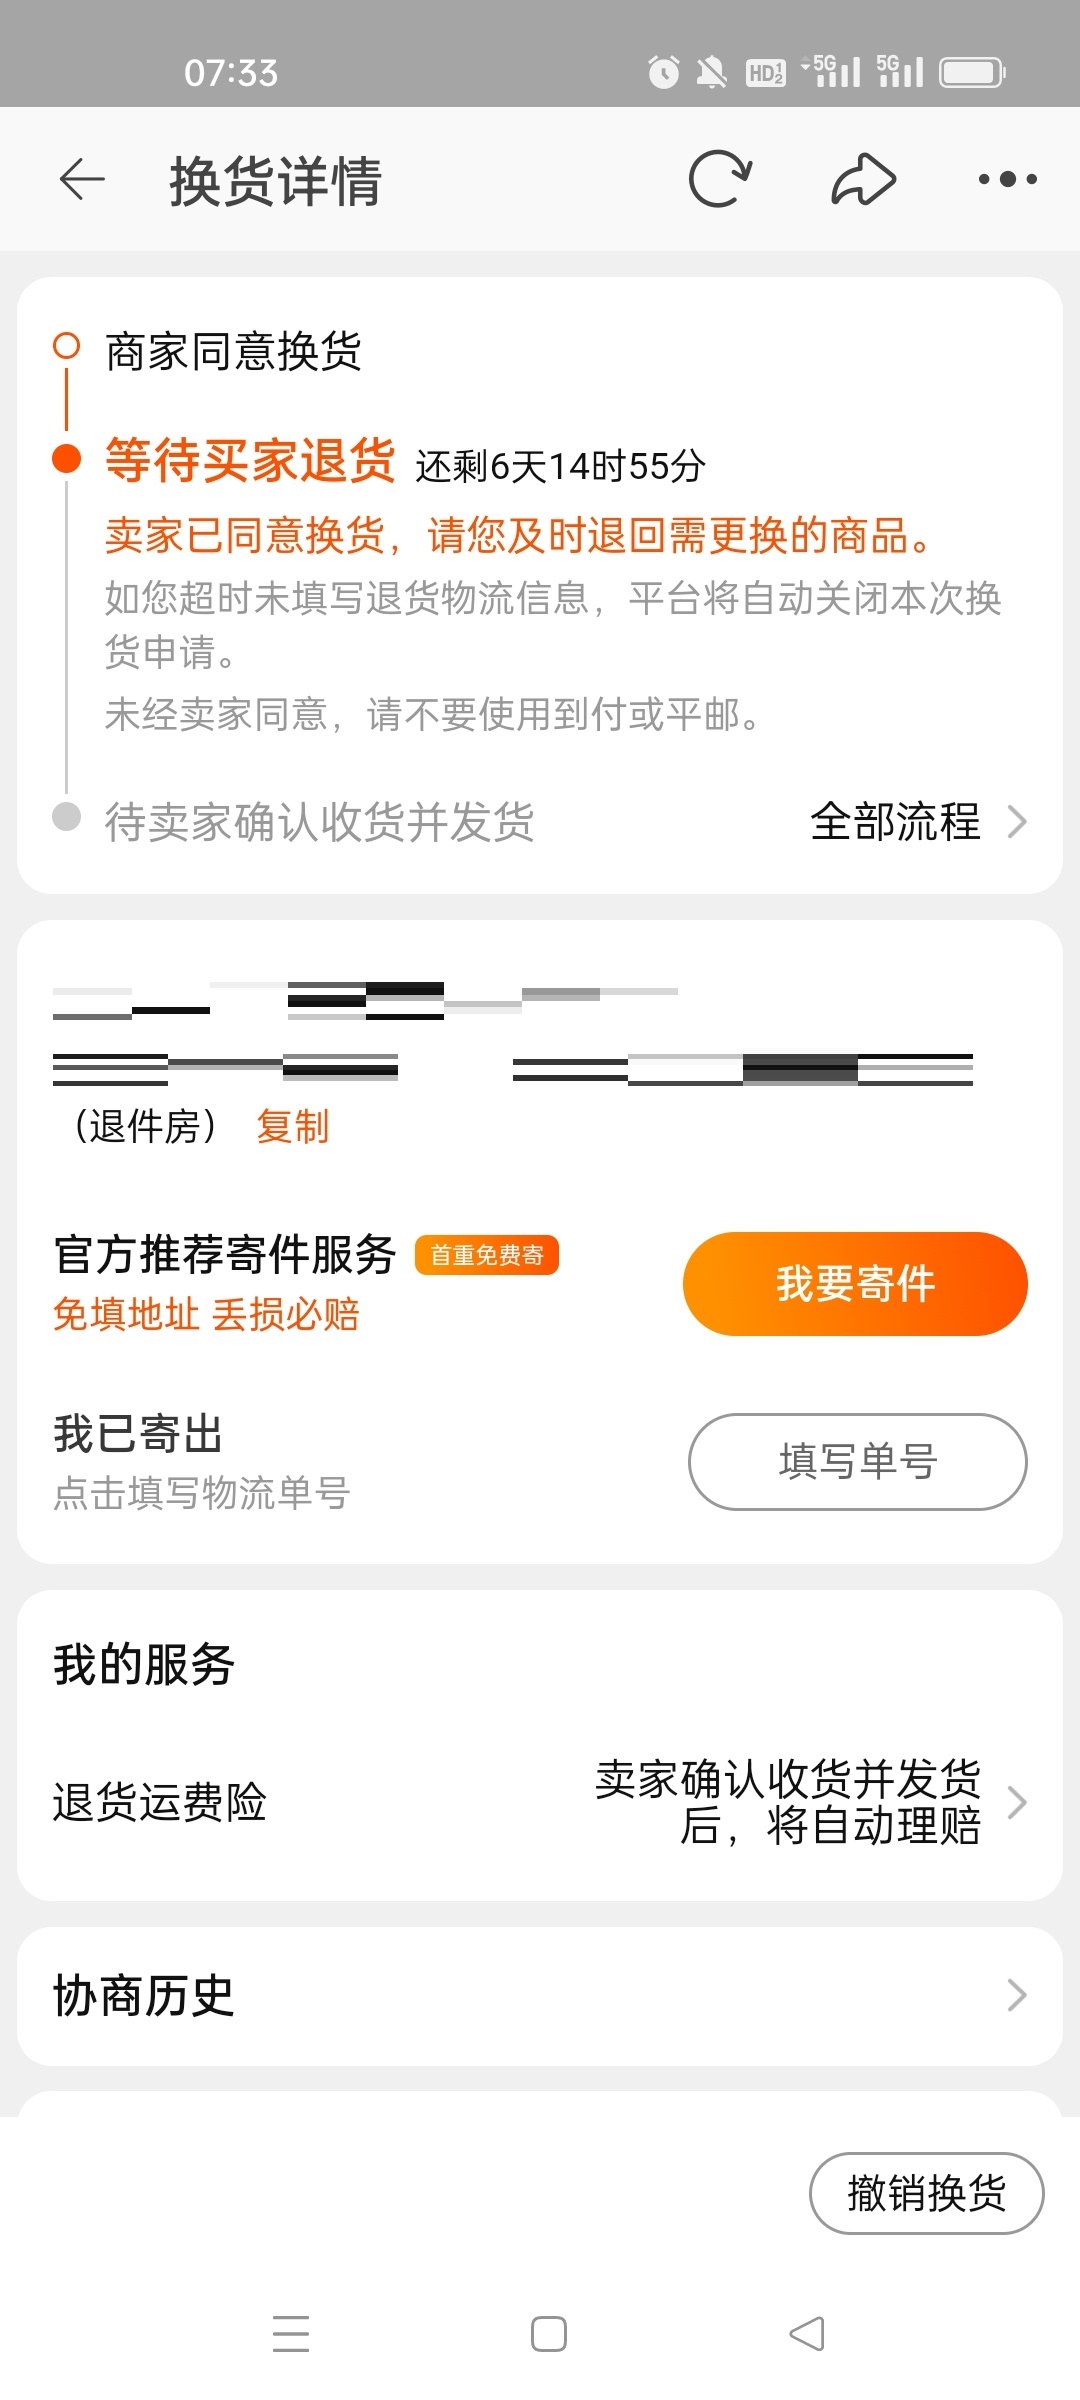 07:33
HD 1 2
5G
5G
换货详情
商家同意换货
等待买家退货 还剩6天14时55分
卖家已同意换货，请您及时退回需更换的商品。
如您超时未填写退货物流信息，平台将自动关闭本次换
货申请。
未经卖家同意，请不要使用到付或平邮。
待卖家确认收货并发货 全部流程
（退件房） 复制
官方推荐寄件服务 首重免费寄
免填地址 丢损必赔
我要寄件
我已寄出
点击填写物流单号
填写单号
我的服务
退货运费险
卖家确认收货并发货
后，将自动理赔
协商历史
撤销换货